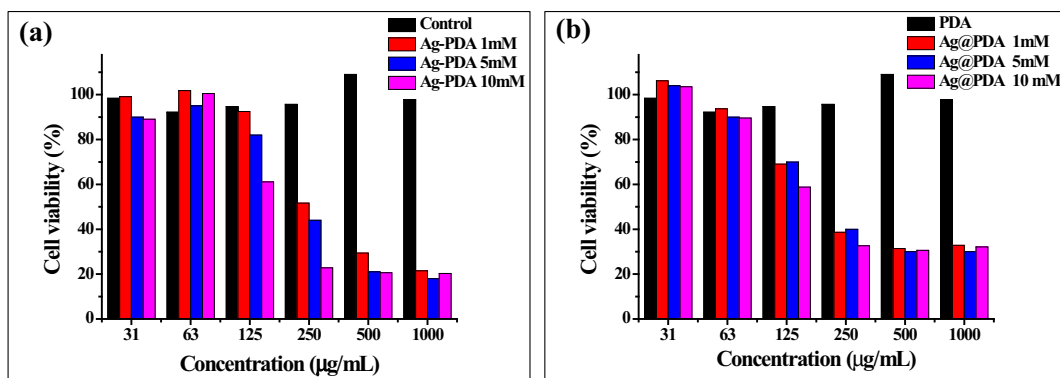 (a)
Control
Ag-PDA 1mM
Ag-PDA 5mM
Ag-PDA 10mM
Cell viability (%)
100
80
60
40
20
0
31 63 125 250 500 1000
Concentration (µg/mL)
(b)
PDA
Ag@PDA 1mM
Ag@PDA 5mM
Ag@PDA 10 mM
Cell viability (%)
100
80
60
40
20
0
31 63 125 250 500 1000
Concentration (µg/mL)